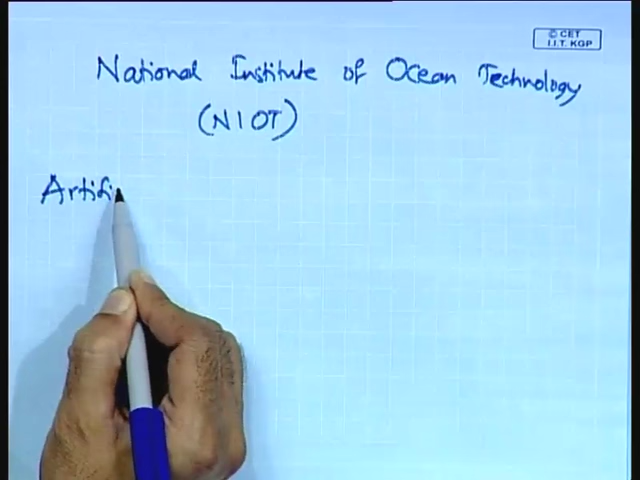 © CET
I.I.T. KGP
National Institute of Ocean Technology
(NIOT)
Artifi